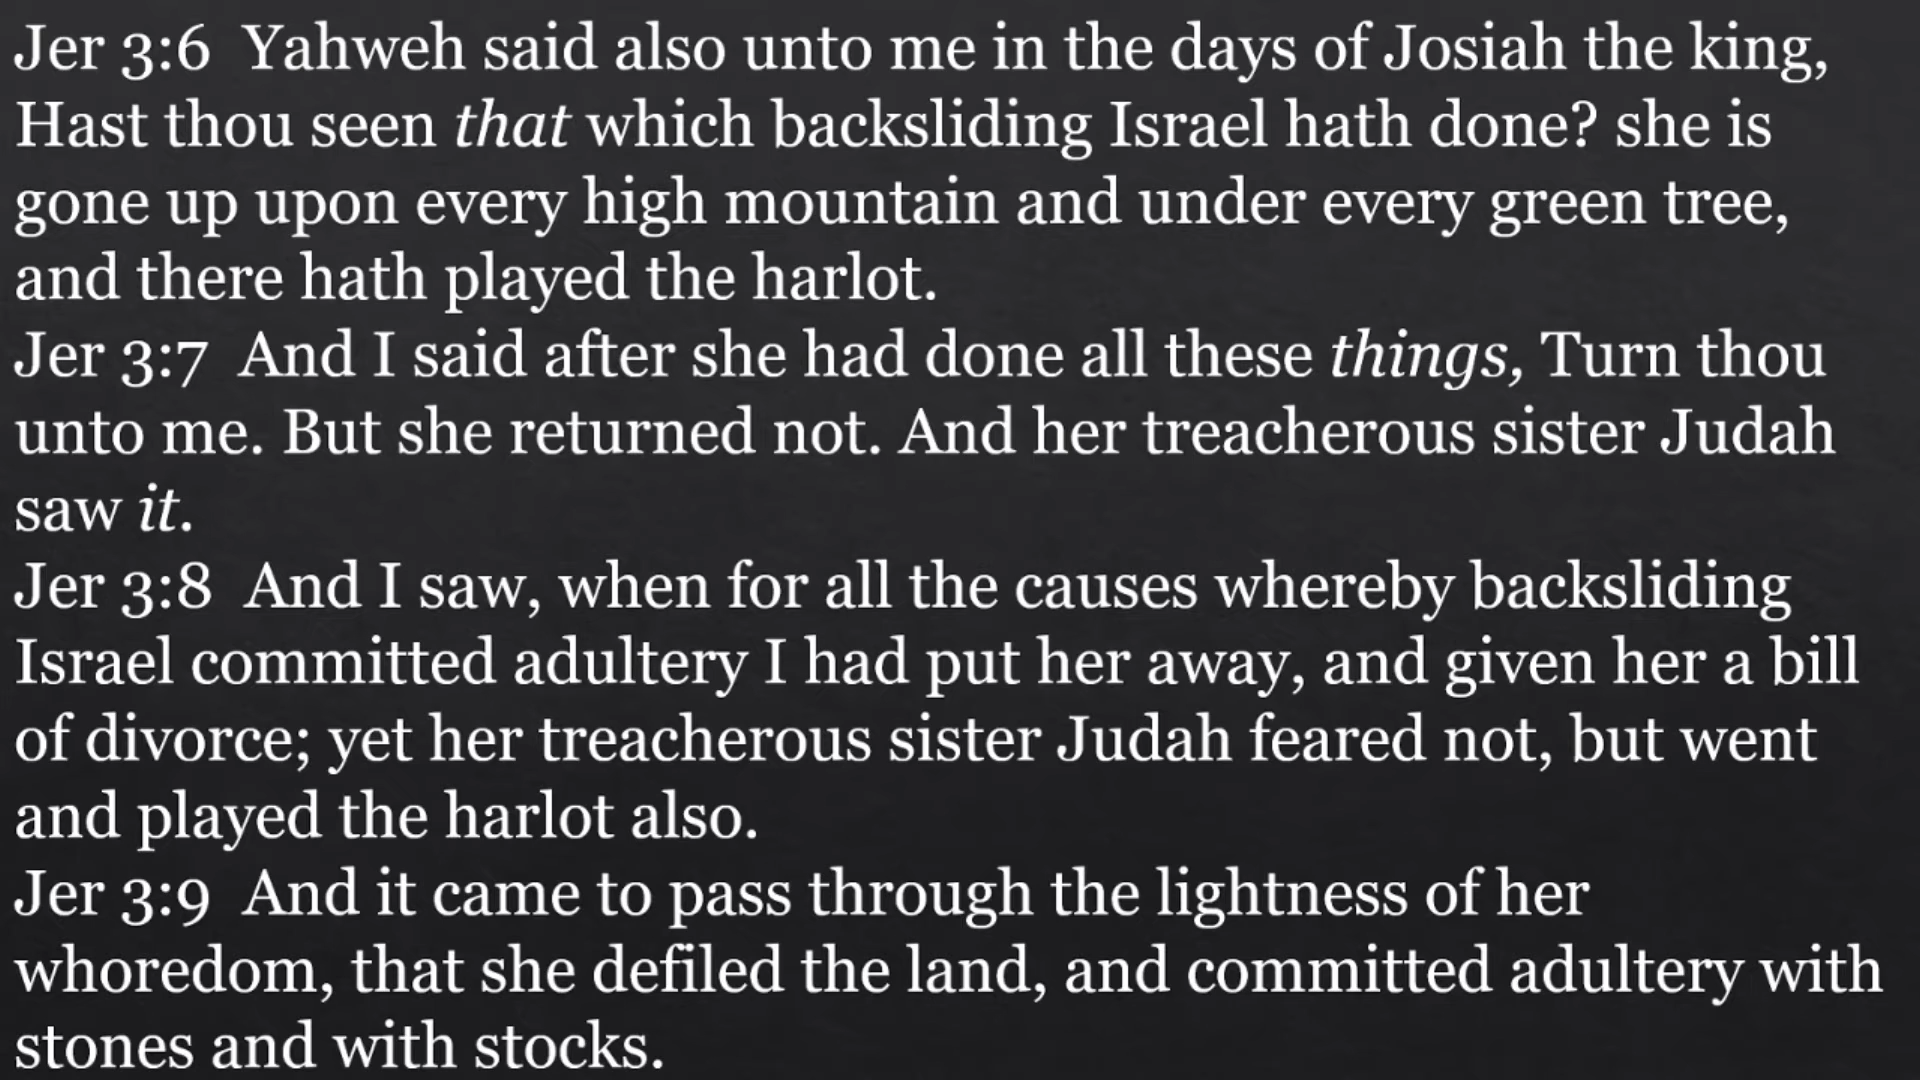 Jer 3:6  Yahweh said also unto me in the days of Josiah the king,
Hast thou seen that which backsliding Israel hath done? she is
gone up upon every high mountain and under every green tree,
and there hath played the harlot.
Jer 3:7  And I said after she had done all these things, Turn thou
unto me. But she returned not. And her treacherous sister Judah
saw it.
Jer 3:8  And I saw, when for all the causes whereby backsliding
Israel committed adultery I had put her away, and given her a bill
of divorce; yet her treacherous sister Judah feared not, but went
and played the harlot also.
Jer 3:9  And it came to pass through the lightness of her
whoredom, that she defiled the land, and committed adultery with
stones and with stocks.